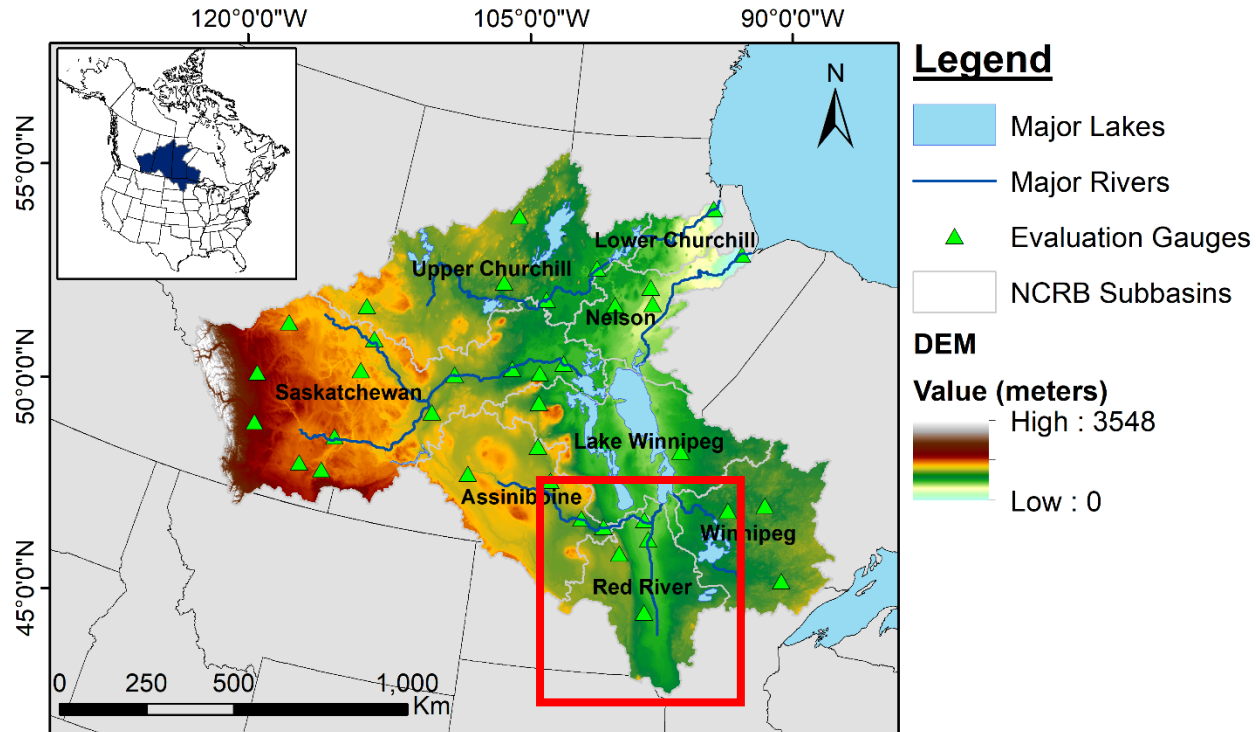 120°0'0"W
105°0'0"W
90°0'0"W
55°0'0"N
50°0'0"N
45°0'0"N
N
Lower Churchill
Upper Churchill
Nelson
Saskatchewan
Lake Winnipeg
Assiniboine
Winnipeg
Red River
0 250 500 1,000
Km
Legend
Major Lakes
Major Rivers
Evaluation Gauges
NCRB Subbasins
DEM
Value (meters)
High : 3548
Low : 0